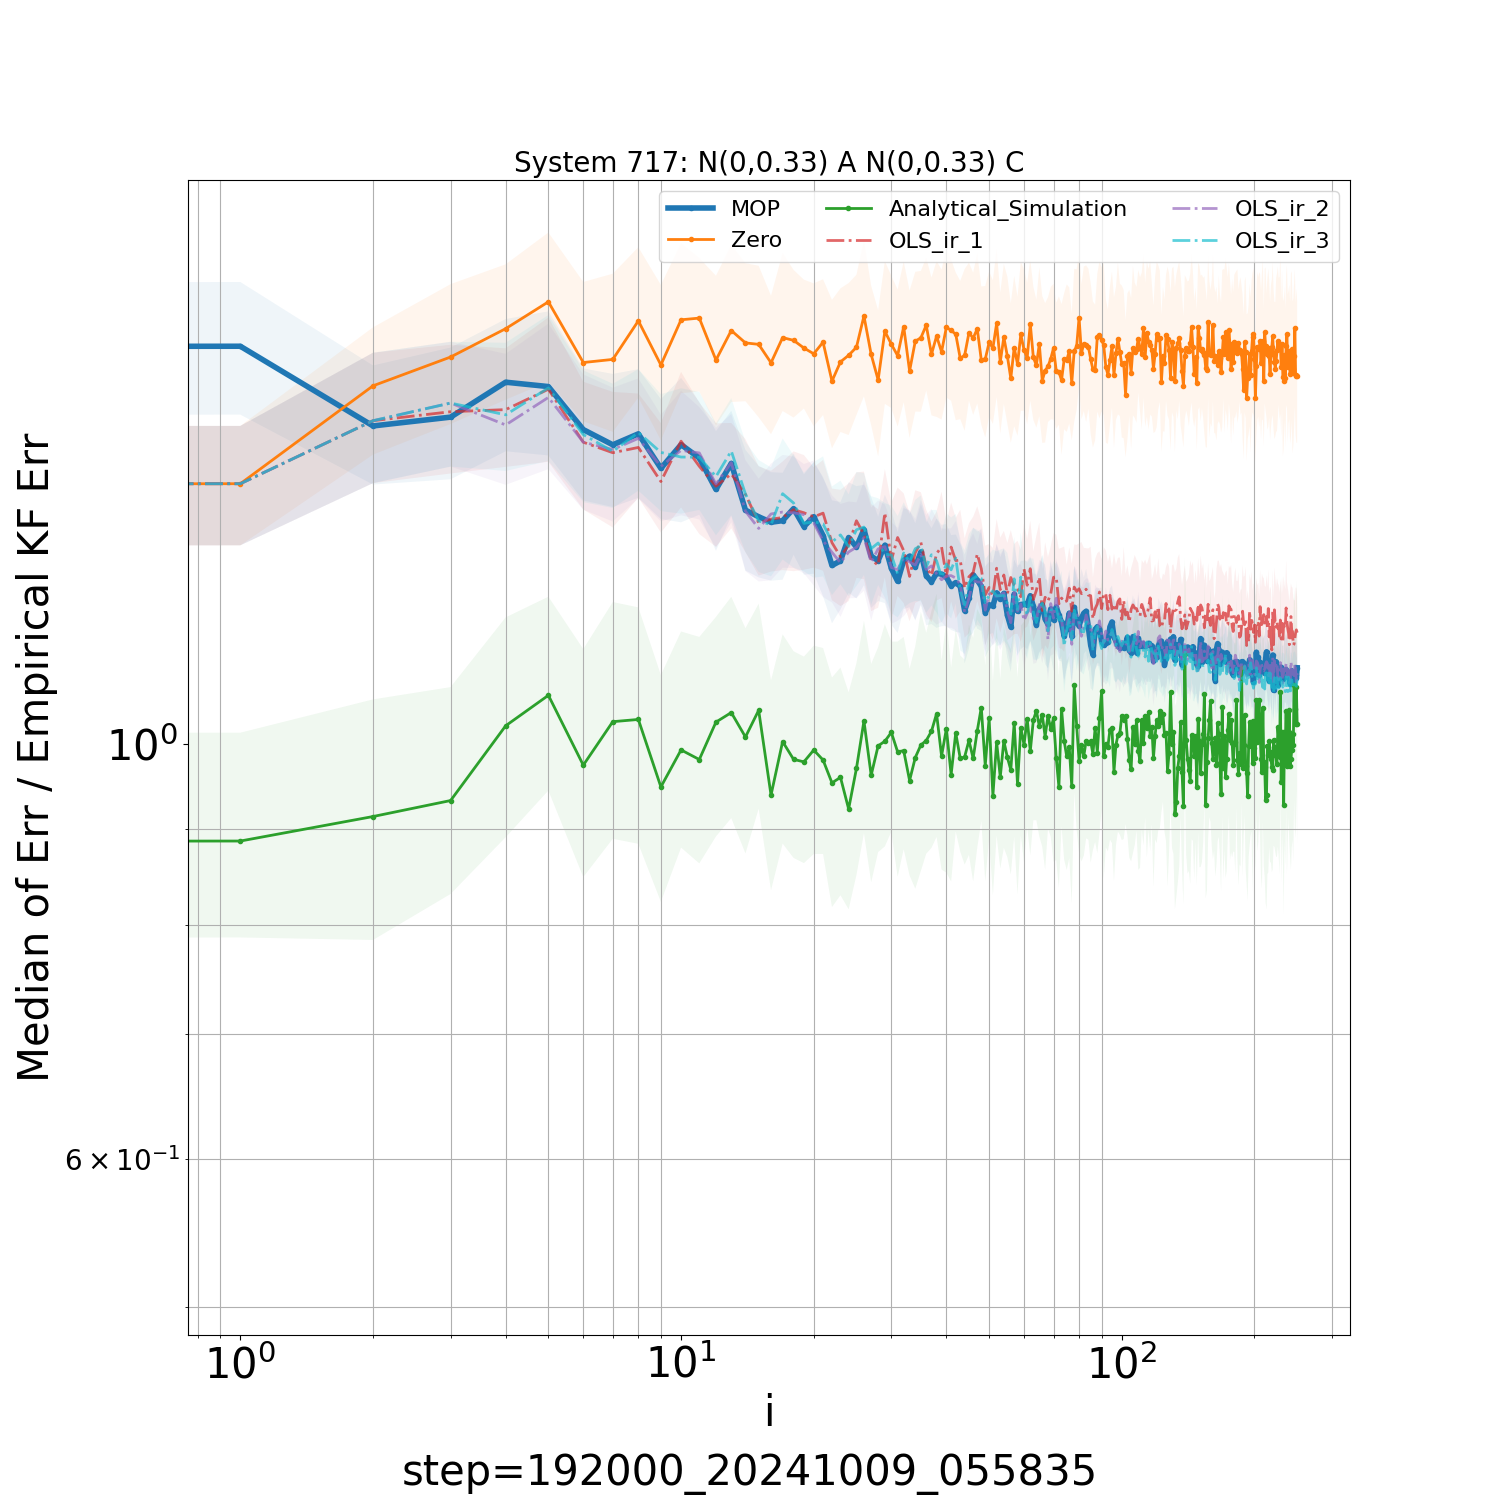 System 717: N(0,0.33) A N(0,0.33) C
MOP
Zero
Analytical_Simulation
OLS_ir_1
OLS_ir_2
OLS_ir_3
Median of Err / Empirical KF Err
10⁰
6 × 10⁻¹
10⁰ 10¹ 10²
i
step=192000_20241009_055835